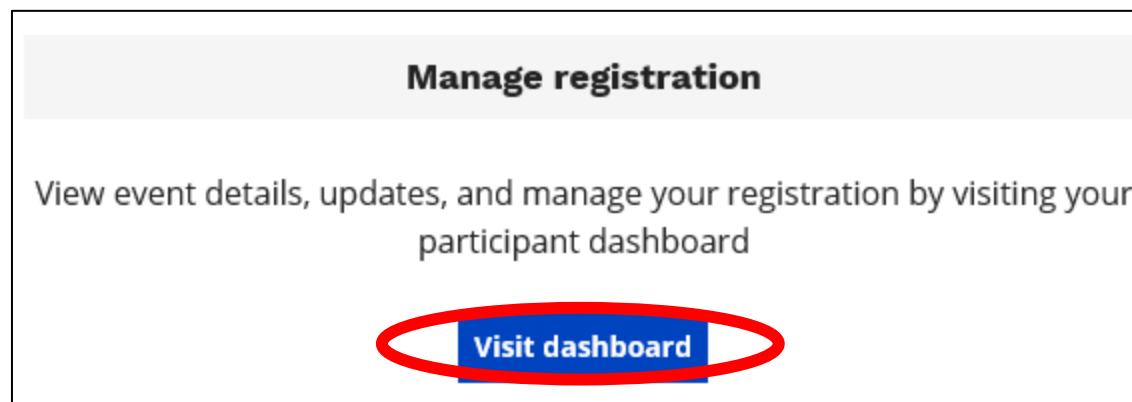 Manage registration
View event details, updates, and manage your registration by visiting your
participant dashboard
Visit dashboard